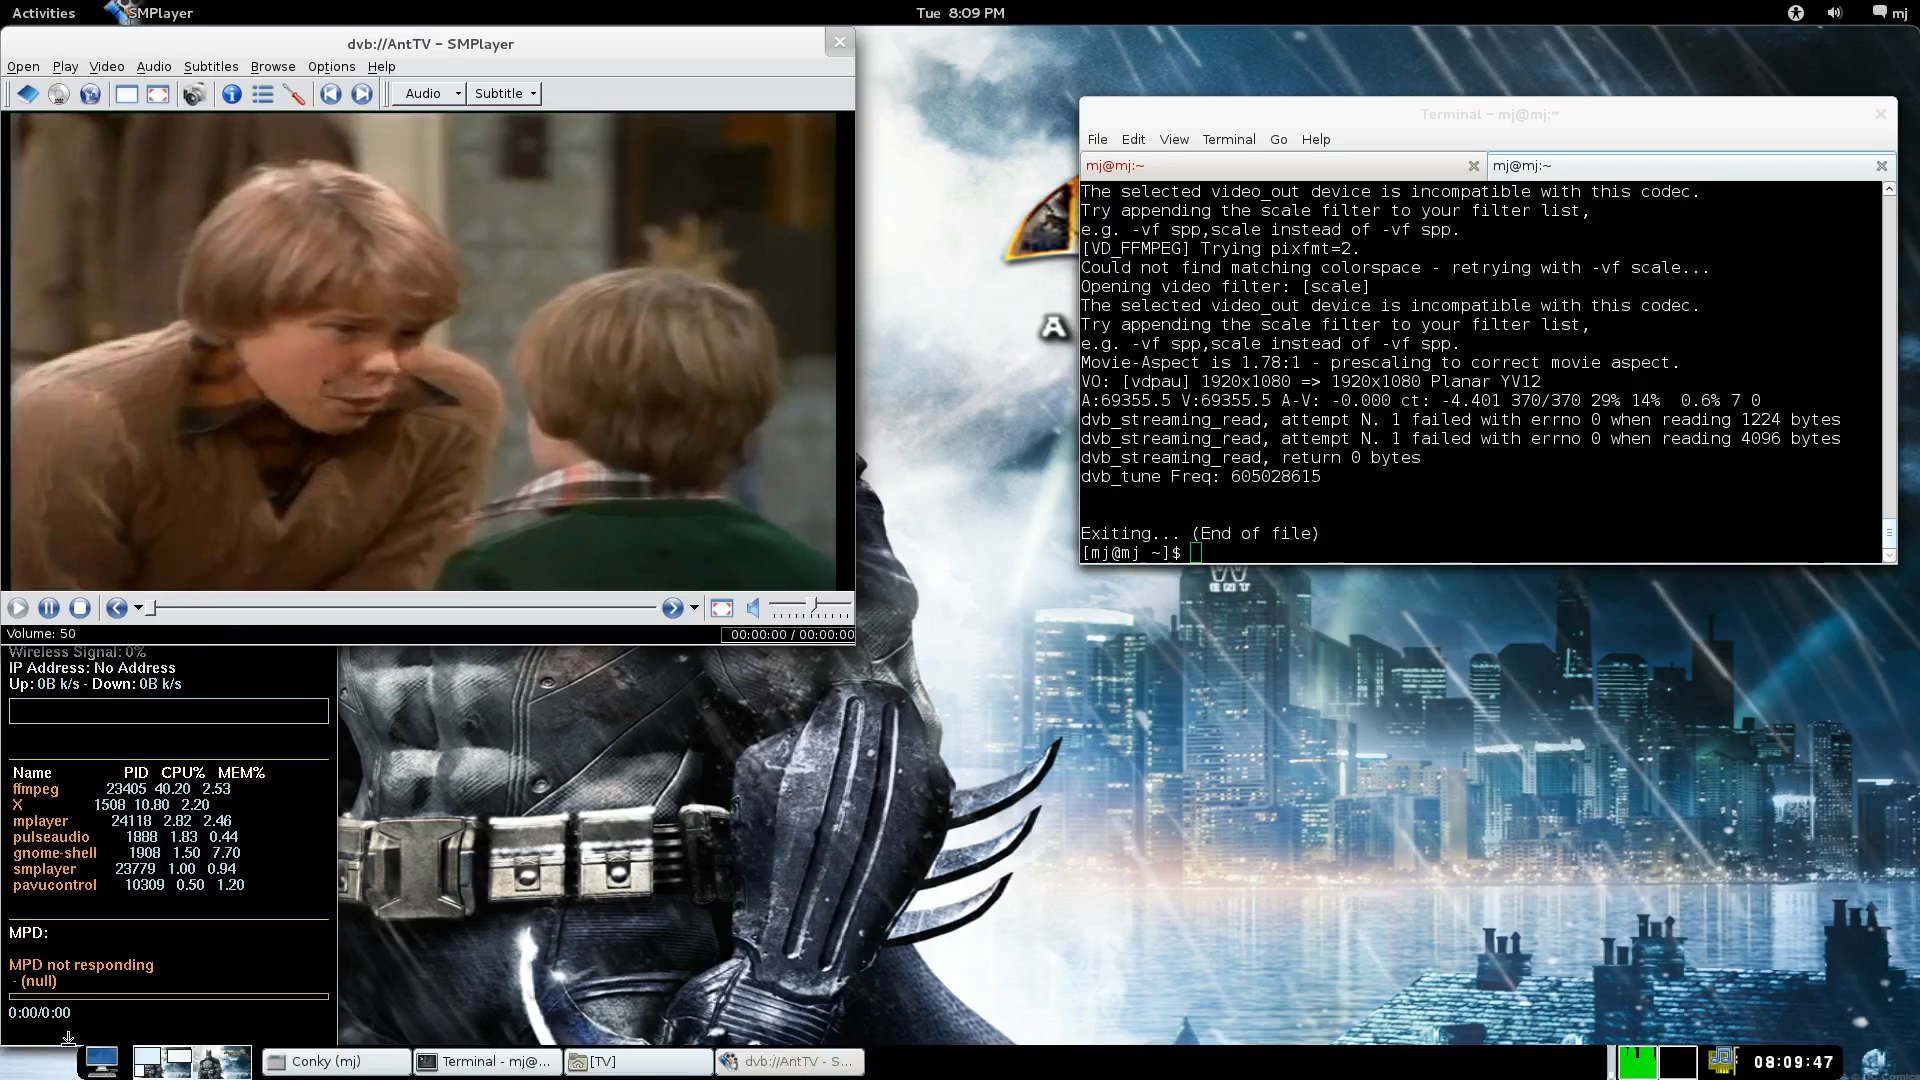 Activities SMPlayer Tue 8:09 PM mj
dvb://AntTV - SMPlayer
Open Play Video Audio Subtitles Browse Options Help
Audio Subtitle
Volume: 50 00:00:00 / 00:00:00
Wireless Signal: 0%
IP Address: No Address
Up: 0B k/s - Down: 0B k/s
Name PID CPU% MEM%
ffmpeg 23405 40.20 2.53
X 1508 10.80 2.20
mplayer 24118 2.82 2.46
pulseaudio 1888 1.83 0.44
gnome-shell 1908 1.50 7.70
smplayer 23779 1.00 0.94
pavucontrol 10309 0.50 1.20
MPD:
MPD not responding
- (null)
0:00/0:00
Terminal - mj@mj:~
File Edit View Terminal Go Help
mj@mj:~ mj@mj:~
The selected video_out device is incompatible with this codec.
Try appending the scale filter to your filter list,
e.g. -vf spp,scale instead of -vf spp.
[VD_FFMPEG] Trying pixfmt=2.
Could not find matching colorspace - retrying with -vf scale...
Opening video filter: [scale]
The selected video_out device is incompatible with this codec.
Try appending the scale filter to your filter list,
e.g. -vf spp,scale instead of -vf spp.
Movie-Aspect is 1.78:1 - prescaling to correct movie aspect.
VO: [vdpau] 1920x1080 => 1920x1080 Planar YV12
A:69355.5 V:69355.5 A-V: -0.000 ct: -4.401 370/370 29% 14% 0.6% 7 0
dvb_streaming_read, attempt N. 1 failed with errno 0 when reading 1224 bytes
dvb_streaming_read, attempt N. 1 failed with errno 0 when reading 4096 bytes
dvb_streaming_read, return 0 bytes
dvb_tune Freq: 605028615
Exiting... (End of file)
[mj@mj ~]$
A
Conky (mj) Terminal - mj@... [TV] dvb://AntTV - S... 1 08:09:47